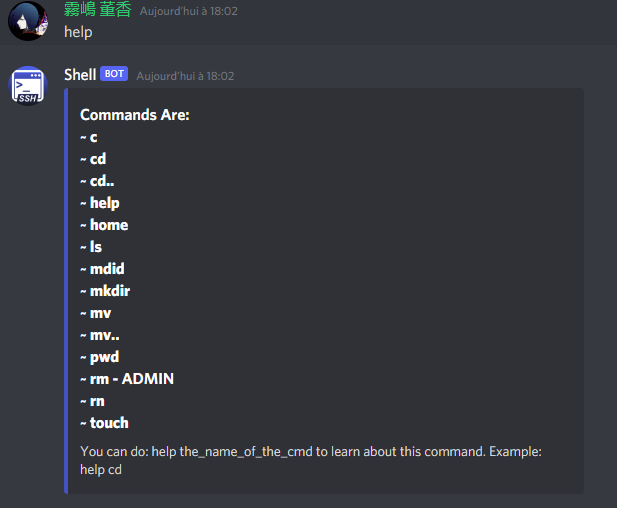 霧嶋 董香 Aujourd'hui à 18:02
help
Shell BOT Aujourd'hui à 18:02
>_
SSH
Commands Are:
~ c
~ cd
~ cd..
~ help
~ home
~ ls
~ mdid
~ mkdir
~ mv
~ mv..
~ pwd
~ rm - ADMIN
~ rn
~ touch
You can do: help the_name_of_the_cmd to learn about this command. Example:
help cd